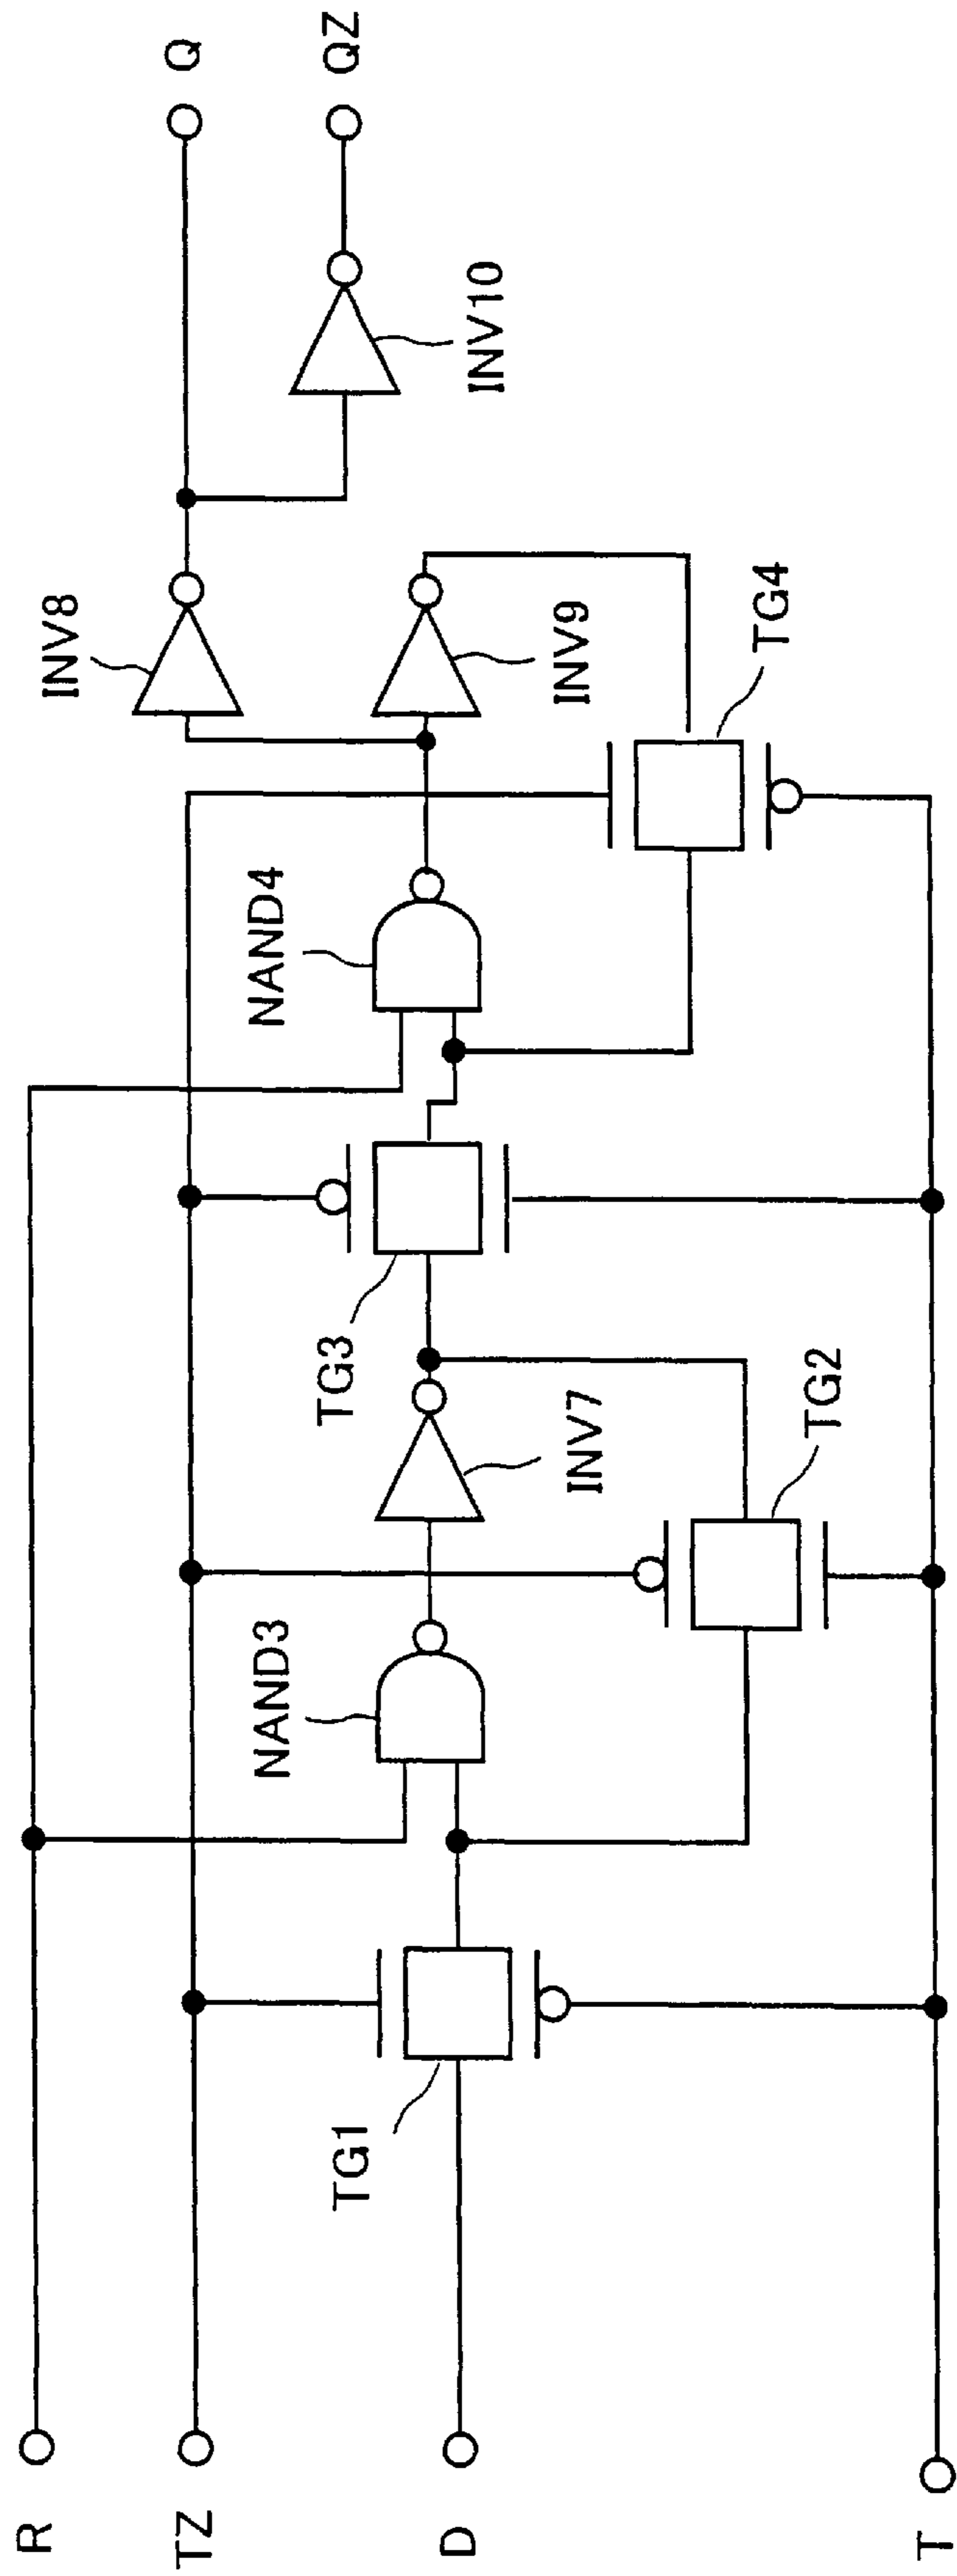 R
TZ
D
T
TG1
NAND3
INV7
TG2
TG3
NAND4
INV8
INV9
TG4
INV10
Q
QZ